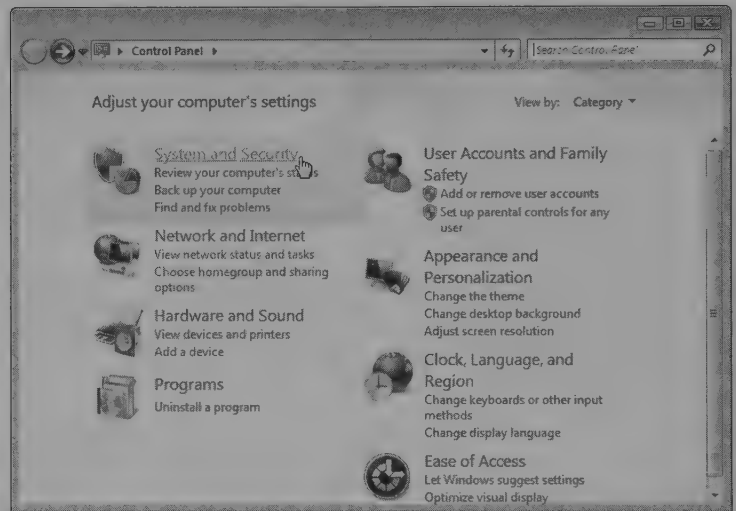 Control Panel
Search Control Panel
Adjust your computer's settings
View by: Category
System and Security
Review your computer's
Back up your computer
Find and fix problems
Network and Internet
View network status and tasks
Choose homegroup and sharing
options
Hardware and Sound
View devices and printers
Add a device
Programs
Uninstall a program
User Accounts and Family
Safety
Add or remove user accounts
Set up parental controls for any
user
Appearance and
Personalization
Change the theme
Change desktop background
Adjust screen resolution
Clock, Language, and
Region
Change keyboards or other input
methods
Change display language
Ease of Access
Let Windows suggest settings
Optimize visual display